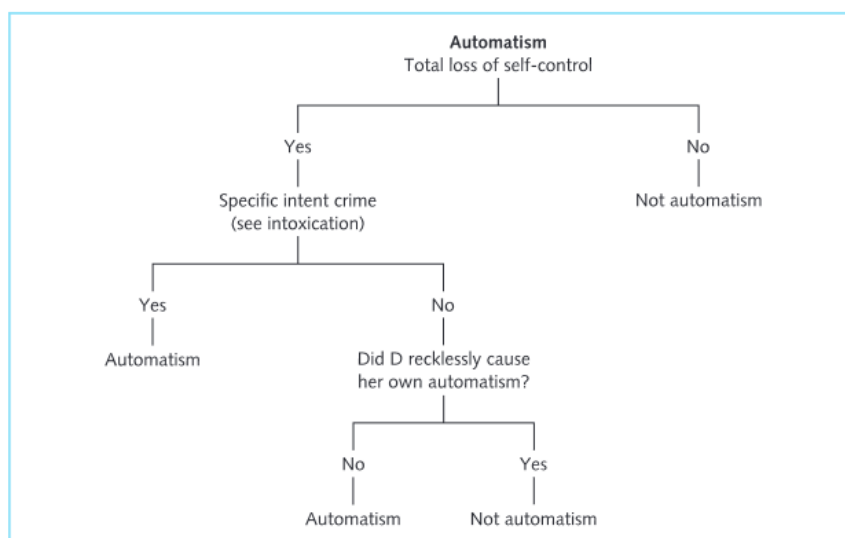 Automatism
Total loss of self-control
Yes
No
Specific intent crime
(see intoxication)
Not automatism
Yes
No
Automatism
Did D recklessly cause
her own automatism?
No
Yes
Automatism
Not automatism